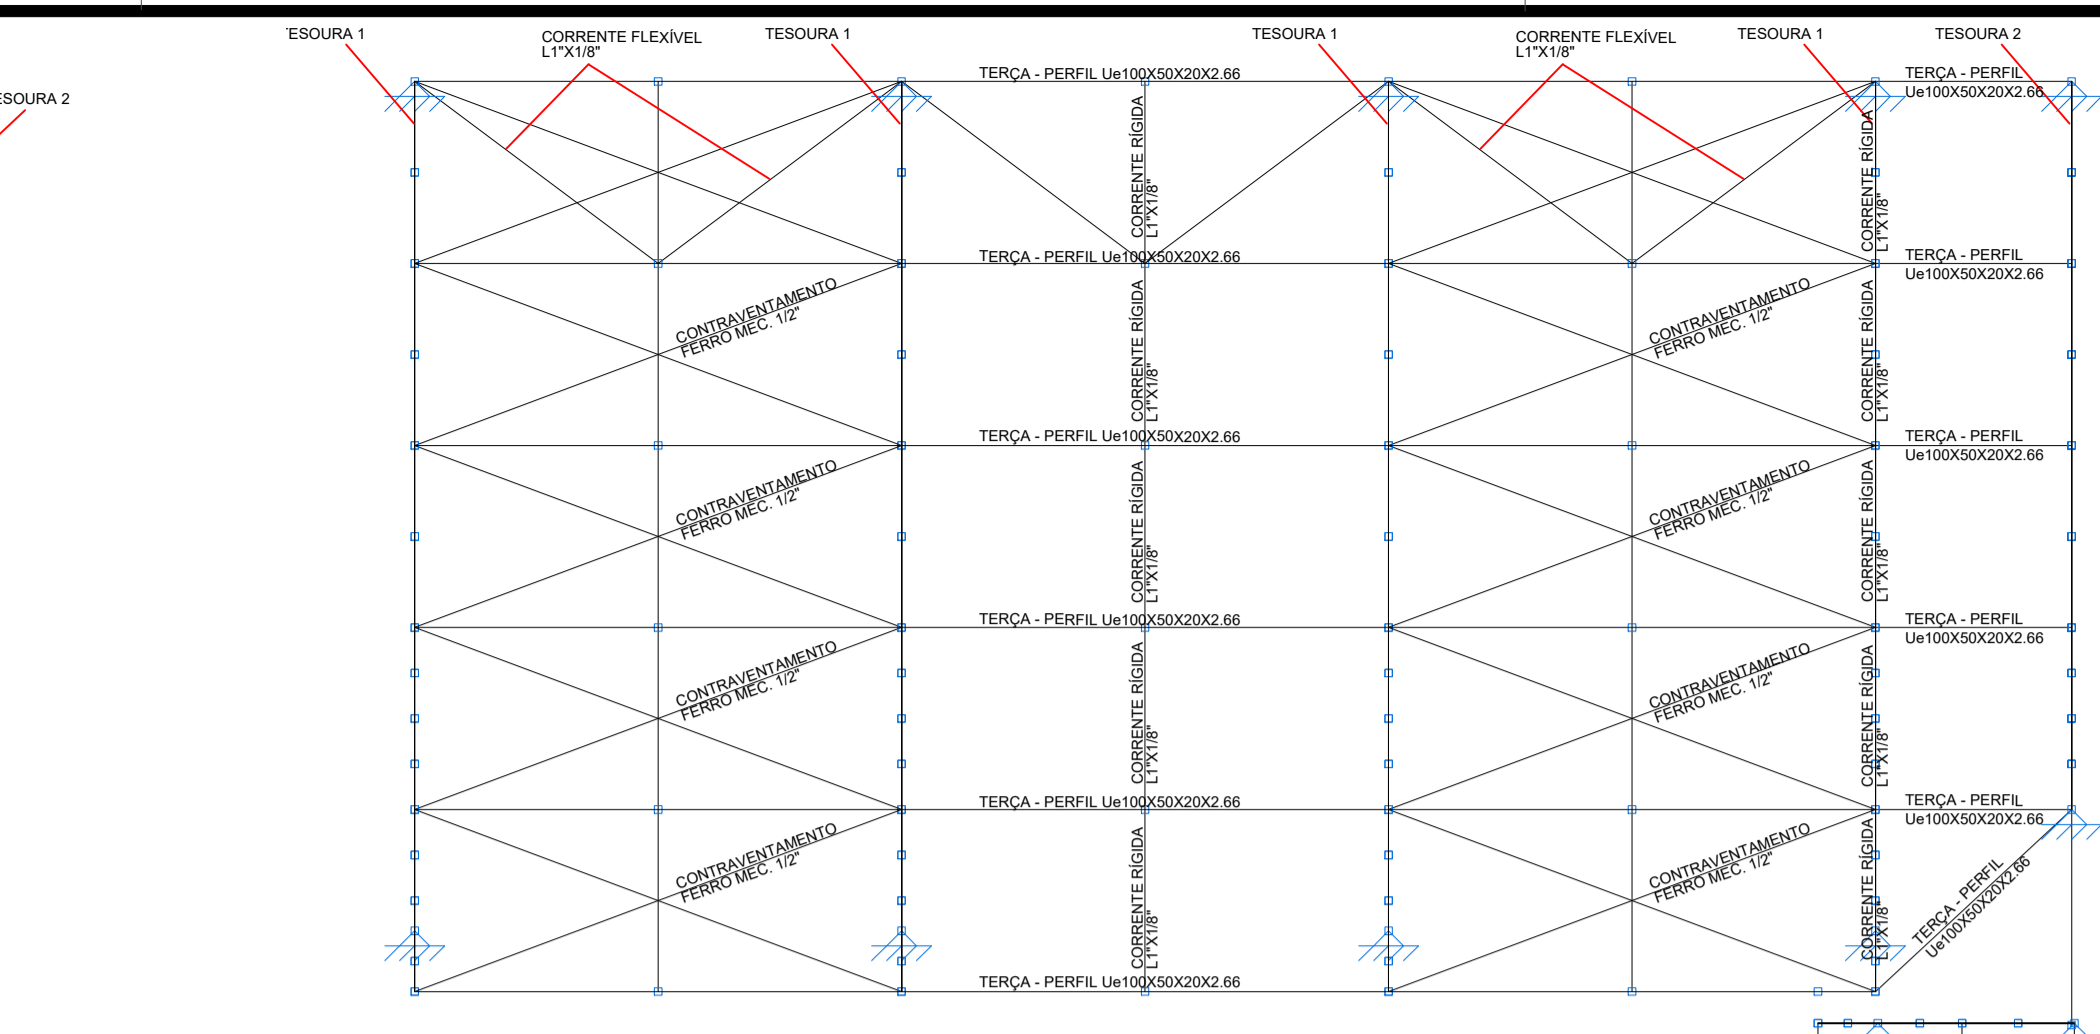 ESOURA 1
CORRENTE FLEXÍVEL
L1"X1/8"
TESOURA 1
TESOURA 1
CORRENTE FLEXÍVEL
L1"X1/8"
TESOURA 1
TESOURA 2
ESOURA 2
TERÇA - PERFIL Ue100X50X20X2.66
TERÇA - PERFIL
Ue100X50X20X2.66
CORRENTE RÍGIDA
L1"X1/8"
CORRENTE RÍGIDA
L1"X1/8"
TERÇA - PERFIL Ue100X50X20X2.66
TERÇA - PERFIL
Ue100X50X20X2.66
CONTRAVENTAMENTO
FERRO MEC. 1/2"
CORRENTE RÍGIDA
L1"X1/8"
CONTRAVENTAMENTO
FERRO MEC. 1/2"
CORRENTE RÍGIDA
L1"X1/8"
TERÇA - PERFIL Ue100X50X20X2.66
TERÇA - PERFIL
Ue100X50X20X2.66
CONTRAVENTAMENTO
FERRO MEC. 1/2"
CORRENTE RÍGIDA
L1"X1/8"
CONTRAVENTAMENTO
FERRO MEC. 1/2"
CORRENTE RÍGIDA
L1"X1/8"
TERÇA - PERFIL Ue100X50X20X2.66
TERÇA - PERFIL
Ue100X50X20X2.66
CONTRAVENTAMENTO
FERRO MEC. 1/2"
CORRENTE RÍGIDA
L1"X1/8"
CONTRAVENTAMENTO
FERRO MEC. 1/2"
CORRENTE RÍGIDA
L1"X1/8"
TERÇA - PERFIL Ue100X50X20X2.66
TERÇA - PERFIL
Ue100X50X20X2.66
CONTRAVENTAMENTO
FERRO MEC. 1/2"
CORRENTE RÍGIDA
L1"X1/8"
CONTRAVENTAMENTO
FERRO MEC. 1/2"
CORRENTE RÍGIDA
L1"X1/8"
TERÇA - PERFIL
Ue100X50X20X2.66
TERÇA - PERFIL Ue100X50X20X2.66